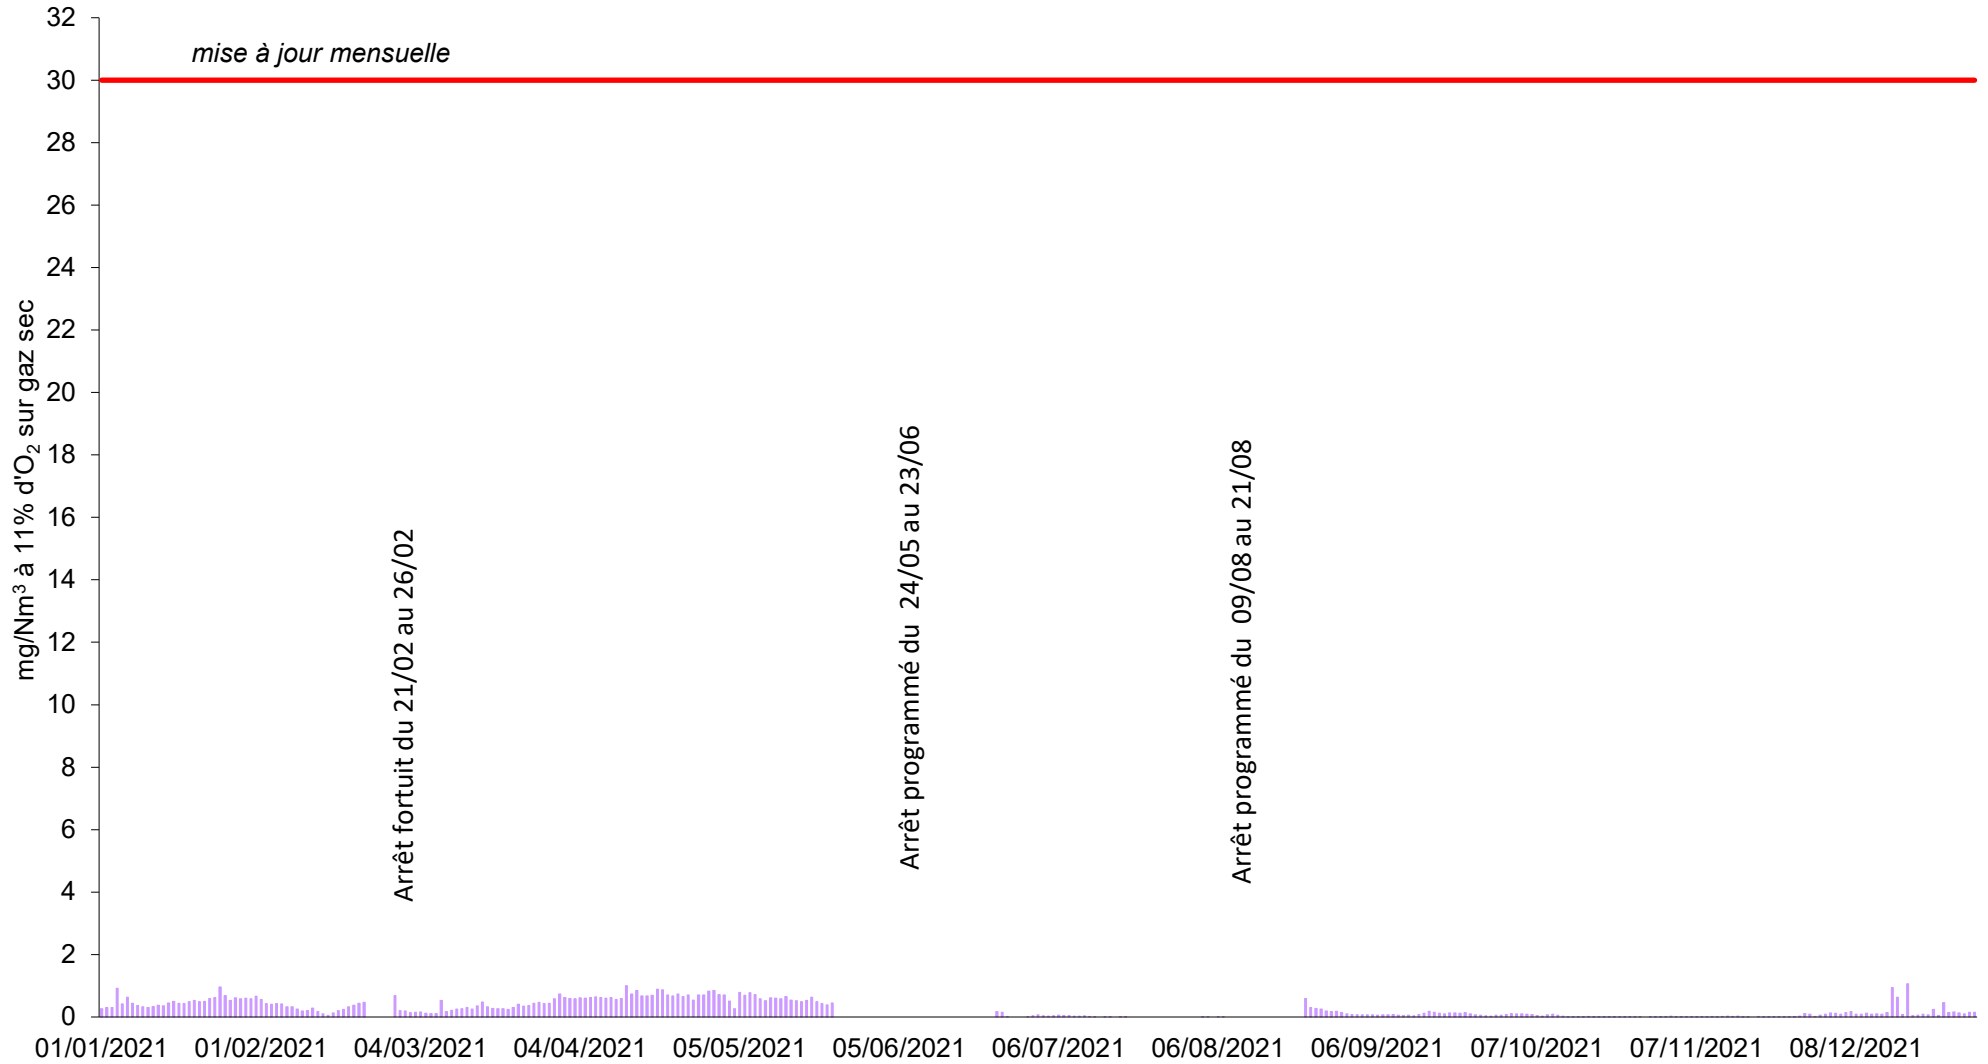 mise à jour mensuelle
32
30
28
26
24
22
20
18
16
14
12
10
8
6
4
2
0
mg/Nm³ à 11% d'O₂ sur gaz sec
Arrêt fortuit du 21/02 au 26/02
Arrêt programmé du  24/05 au 23/06
Arrêt programmé du  09/08 au 21/08
01/01/2021 01/02/2021 04/03/2021 04/04/2021 05/05/2021 05/06/2021 06/07/2021 06/08/2021 06/09/2021 07/10/2021 07/11/2021 08/12/2021